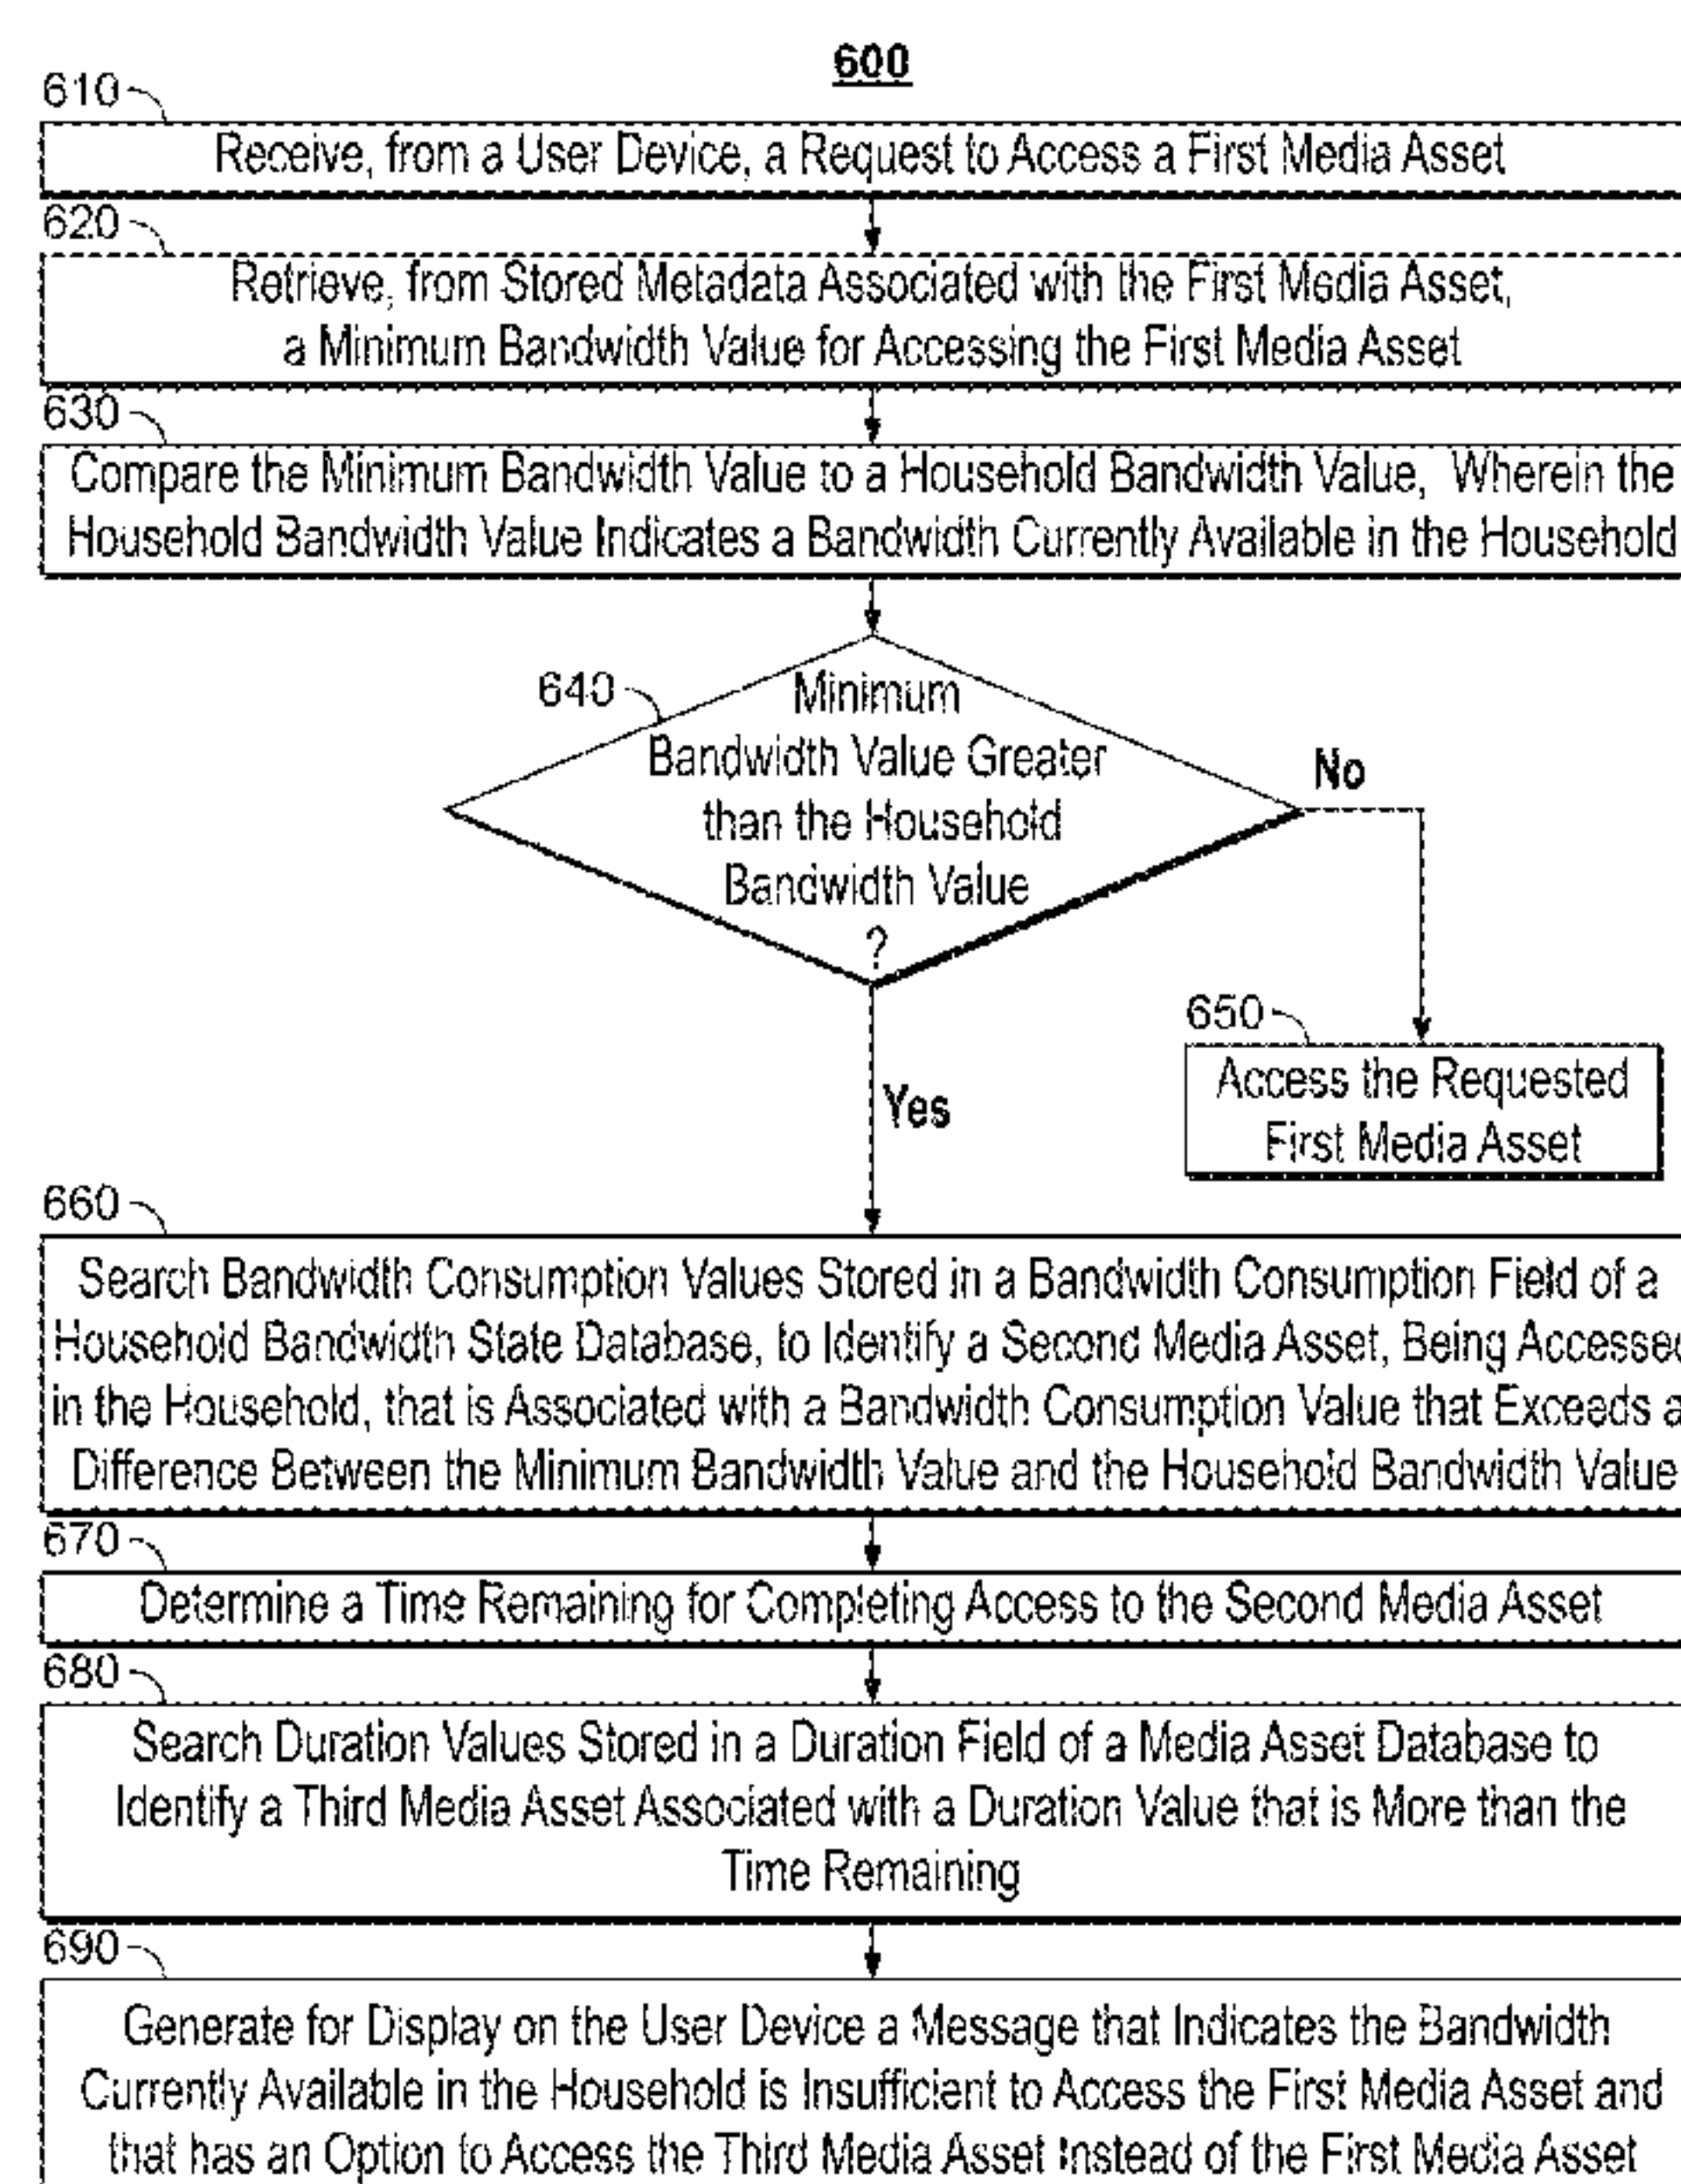 600
610
Receive, from a User Device, a Request to Access a First Media Asset
620
Retrieve, from Stored Metadata Associated with the First Media Asset,
a Minimum Bandwidth Value for Accessing the First Media Asset
630
Compare the Minimum Bandwidth Value to a Household Bandwidth Value, Wherein the
Household Bandwidth Value Indicates a Bandwidth Currently Available in the Household
640
Minimum
Bandwidth Value Greater
than the Household
Bandwidth Value
?
No
650
Access the Requested
First Media Asset
Yes
660
Search Bandwidth Consumption Values Stored in a Bandwidth Consumption Field of a
Household Bandwidth State Database, to Identify a Second Media Asset, Being Accessed
in the Household, that is Associated with a Bandwidth Consumption Value that Exceeds a
Difference Between the Minimum Bandwidth Value and the Household Bandwidth Value
670
Determine a Time Remaining for Completing Access to the Second Media Asset
680
Search Duration Values Stored in a Duration Field of a Media Asset Database to
Identify a Third Media Asset Associated with a Duration Value that is More than the
Time Remaining
690
Generate for Display on the User Device a Message that Indicates the Bandwidth
Currently Available in the Household is Insufficient to Access the First Media Asset and
that has an Option to Access the Third Media Asset Instead of the First Media Asset